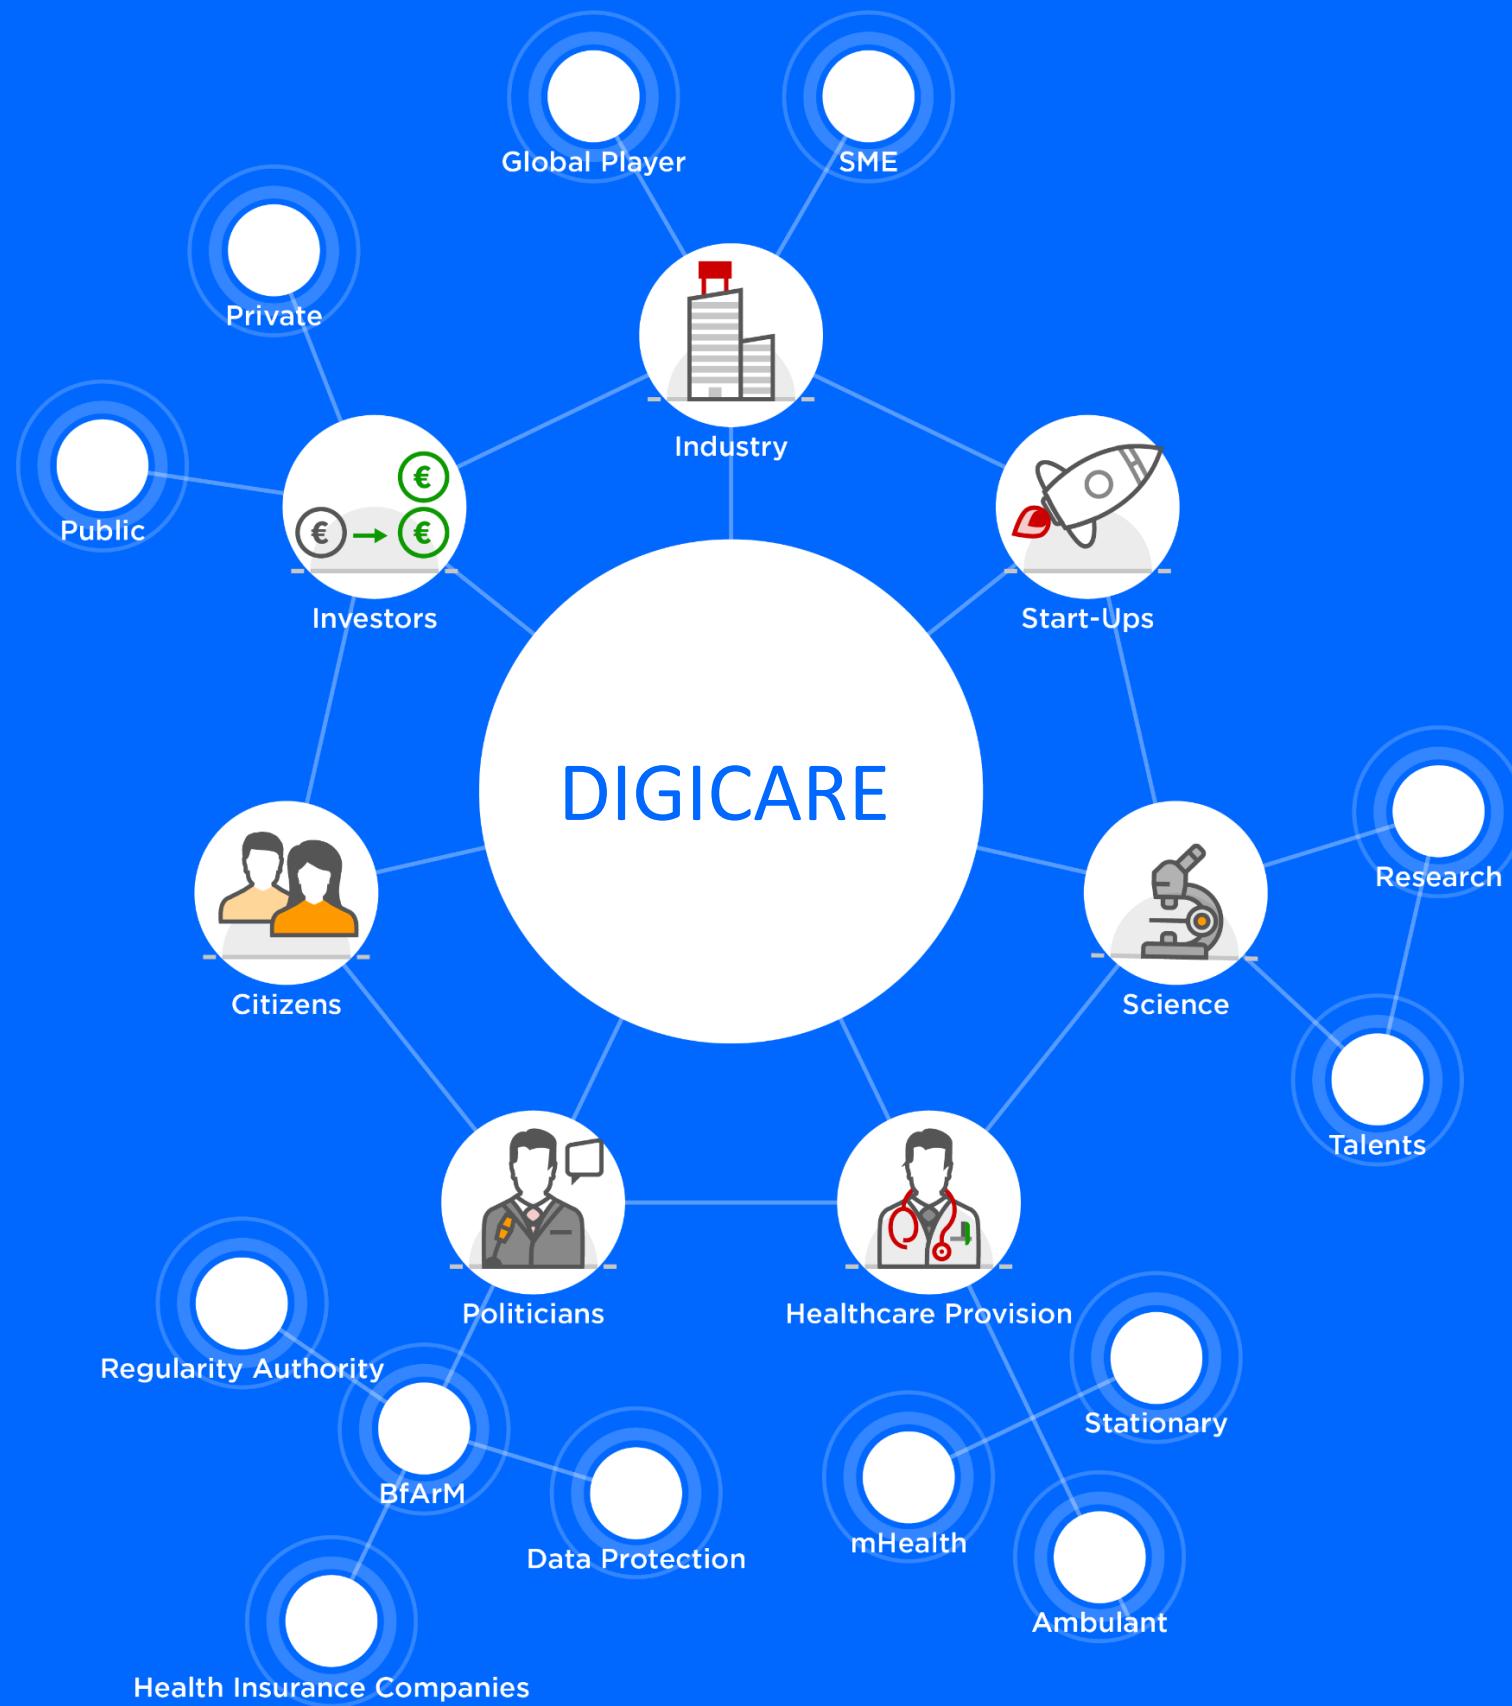 Global Player
SME
Private
Industry
Public
€
€
€
Investors
Start-Ups
DIGICARE
Research
Citizens
Science
Talents
Politicians
Healthcare Provision
Regularity Authority
Stationary
BfArM
mHealth
Data Protection
Ambulant
Health Insurance Companies